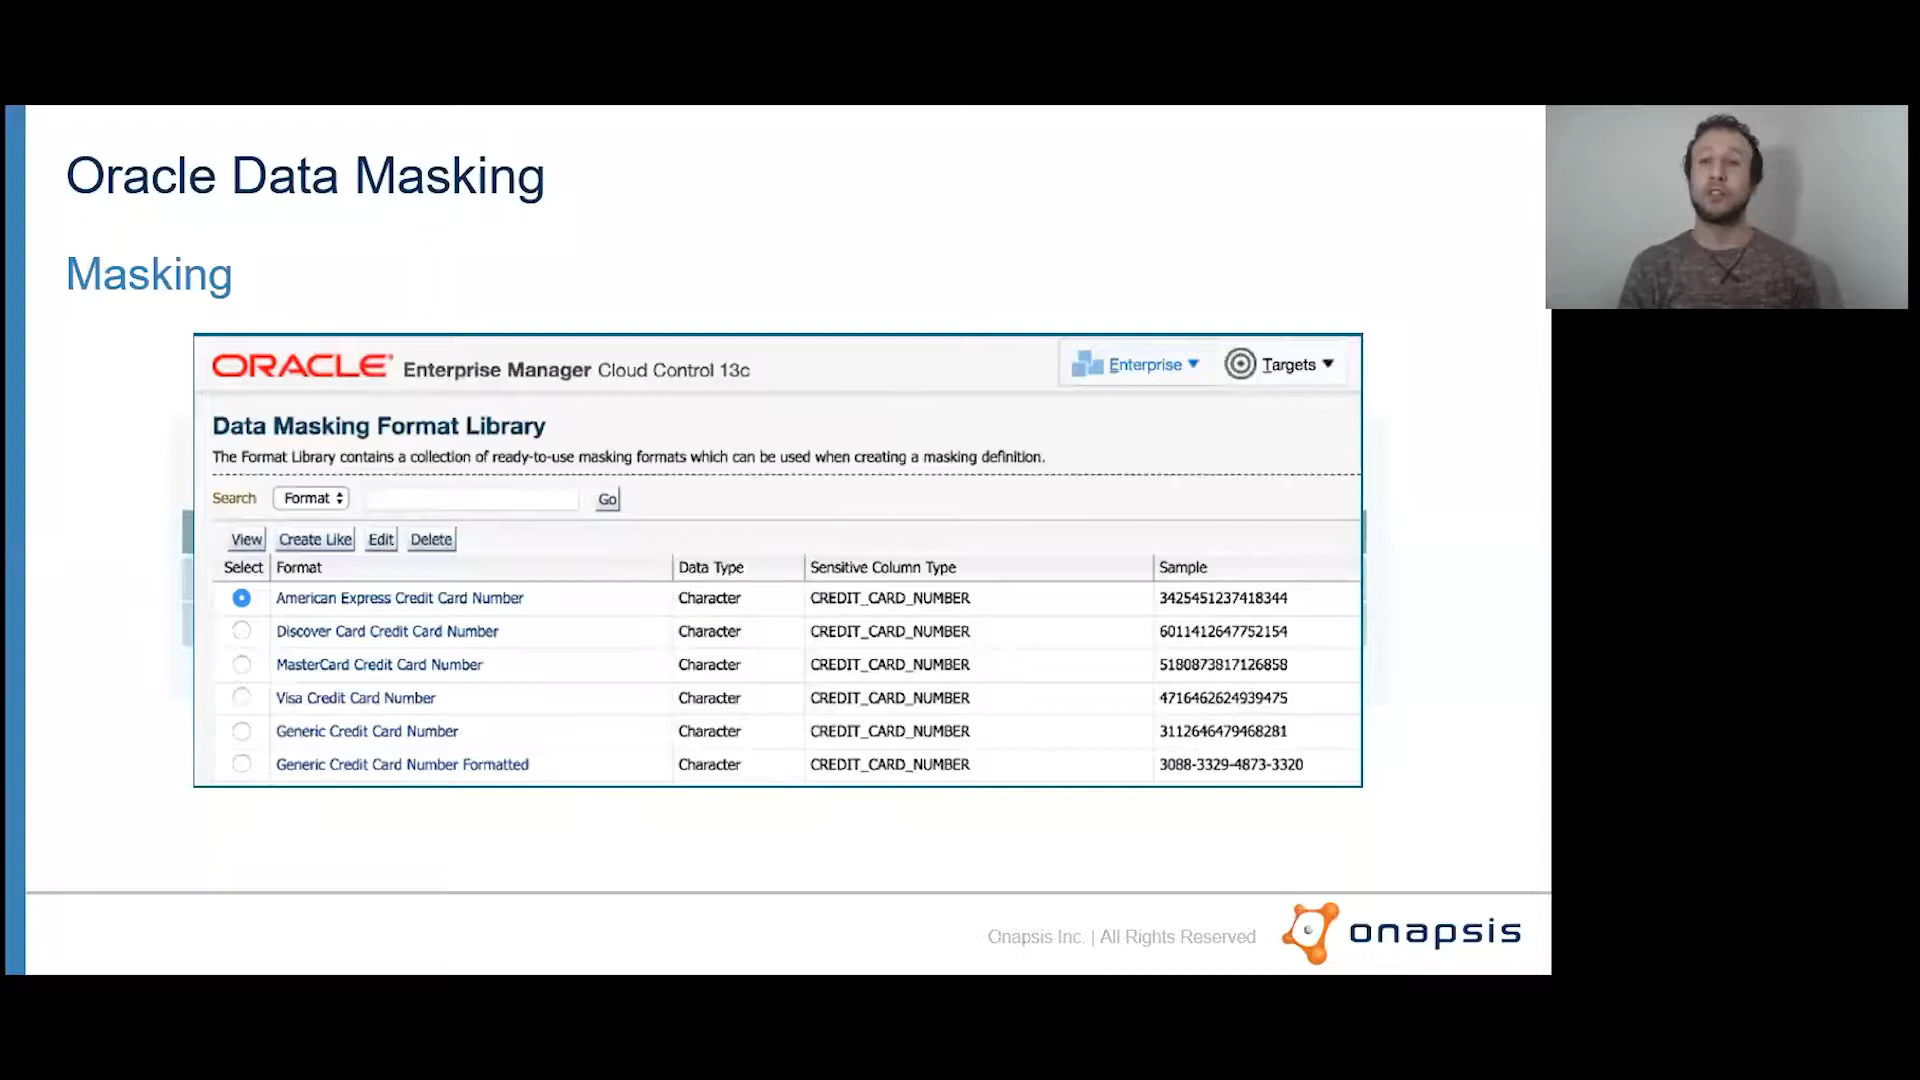 Oracle Data Masking
Masking
ORACLE Enterprise Manager Cloud Control 13c
Enterprise Targets
Data Masking Format Library
The Format Library contains a collection of ready-to-use masking formats which can be used when creating a masking definition.
Search Format Go
View Create Like Edit Delete
Select Format Data Type Sensitive Column Type Sample
American Express Credit Card Number Character CREDIT_CARD_NUMBER 3425451237418344
Discover Card Credit Card Number Character CREDIT_CARD_NUMBER 6011412647752154
MasterCard Credit Card Number Character CREDIT_CARD_NUMBER 5180873817126858
Visa Credit Card Number Character CREDIT_CARD_NUMBER 4716462624939475
Generic Credit Card Number Character CREDIT_CARD_NUMBER 3112646479468281
Generic Credit Card Number Formatted Character CREDIT_CARD_NUMBER 3088-3329-4873-3320
Onapsis Inc. | All Rights Reserved
onapsis